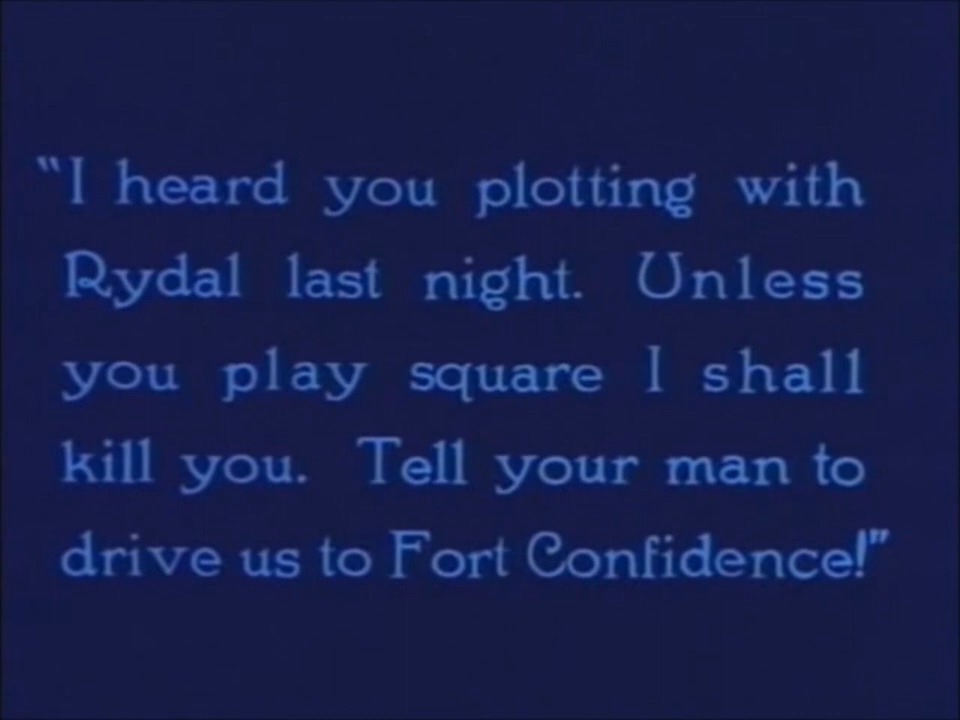 "I heard you plotting with
Rydal last night. Unless
you play square I shall
kill you. Tell your man to
drive us to Fort Confidence!"